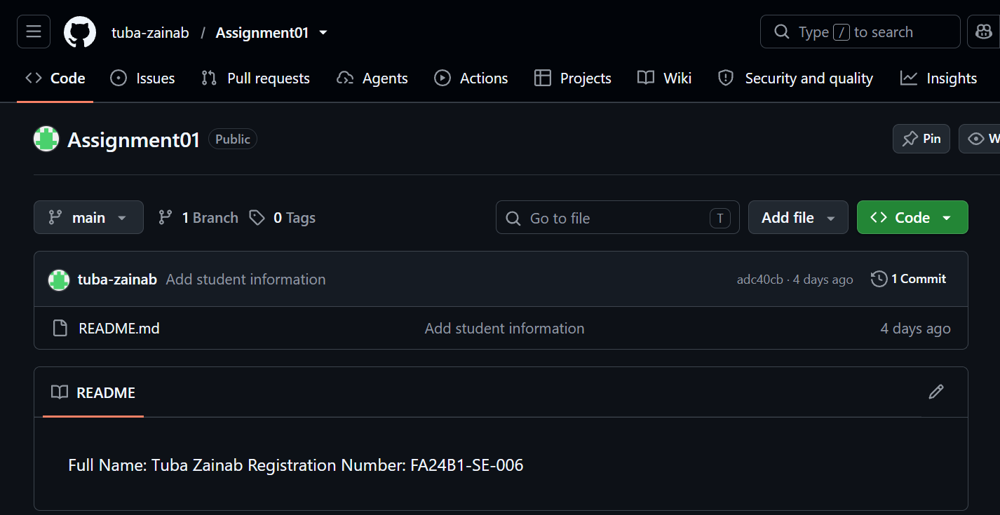 tuba-zainab / Assignment01
Type / to search
Code Issues Pull requests Agents Actions Projects Wiki Security and quality Insights
Assignment01 Public
Pin
main 1 Branch 0 Tags Go to file T Add file Code
tuba-zainab Add student information adc40cb · 4 days ago 1 Commit
README.md Add student information 4 days ago
README
Full Name: Tuba Zainab Registration Number: FA24B1-SE-006